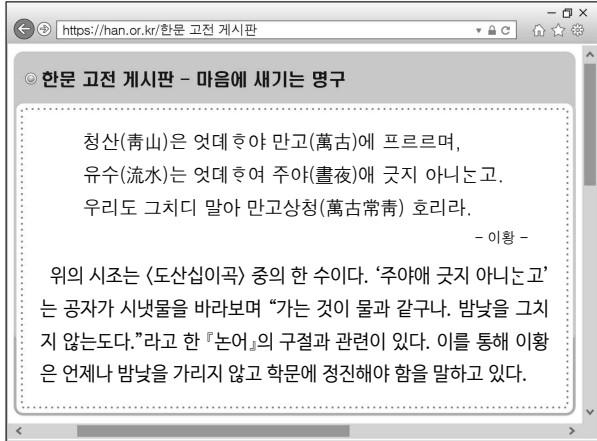 https://han.or.kr/한문 고전 게시판
한문 고전 게시판 - 마음에 새기는 명구
청산(靑山)은 엇뎨ᄒᆞ야 만고(萬古)애 프르르며,
유수(流水)는 엇뎨ᄒᆞ여 주야(晝夜)애 긋지 아니ᄂᆞᆫ고.
우리도 그치디 말아 만고상청(萬古常靑) 호리라.
- 이황 -
위의 시조는 〈도산십이곡〉 중의 한 수이다. ‘주야애 긋지 아니ᄂᆞᆫ고’
는 공자가 시냇물을 바라보며 “가는 것이 물과 같구나. 밤낮을 그치
지 않는도다.”라고 한 『논어』의 구절과 관련이 있다. 이를 통해 이황
은 언제나 밤낮을 가리지 않고 학문에 정진해야 함을 말하고 있다.